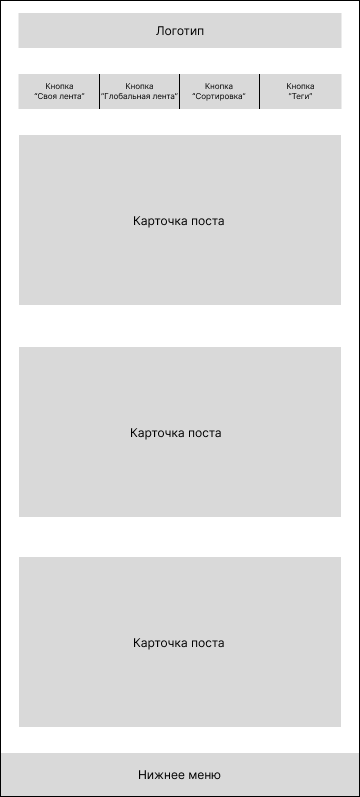 Логотип
Кнопка
“Своя лента”
Кнопка
“Глобальная лента”
Кнопка
“Сортировка”
Кнопка
“Теги”
Карточка поста
Карточка поста
Карточка поста
Нижнее меню